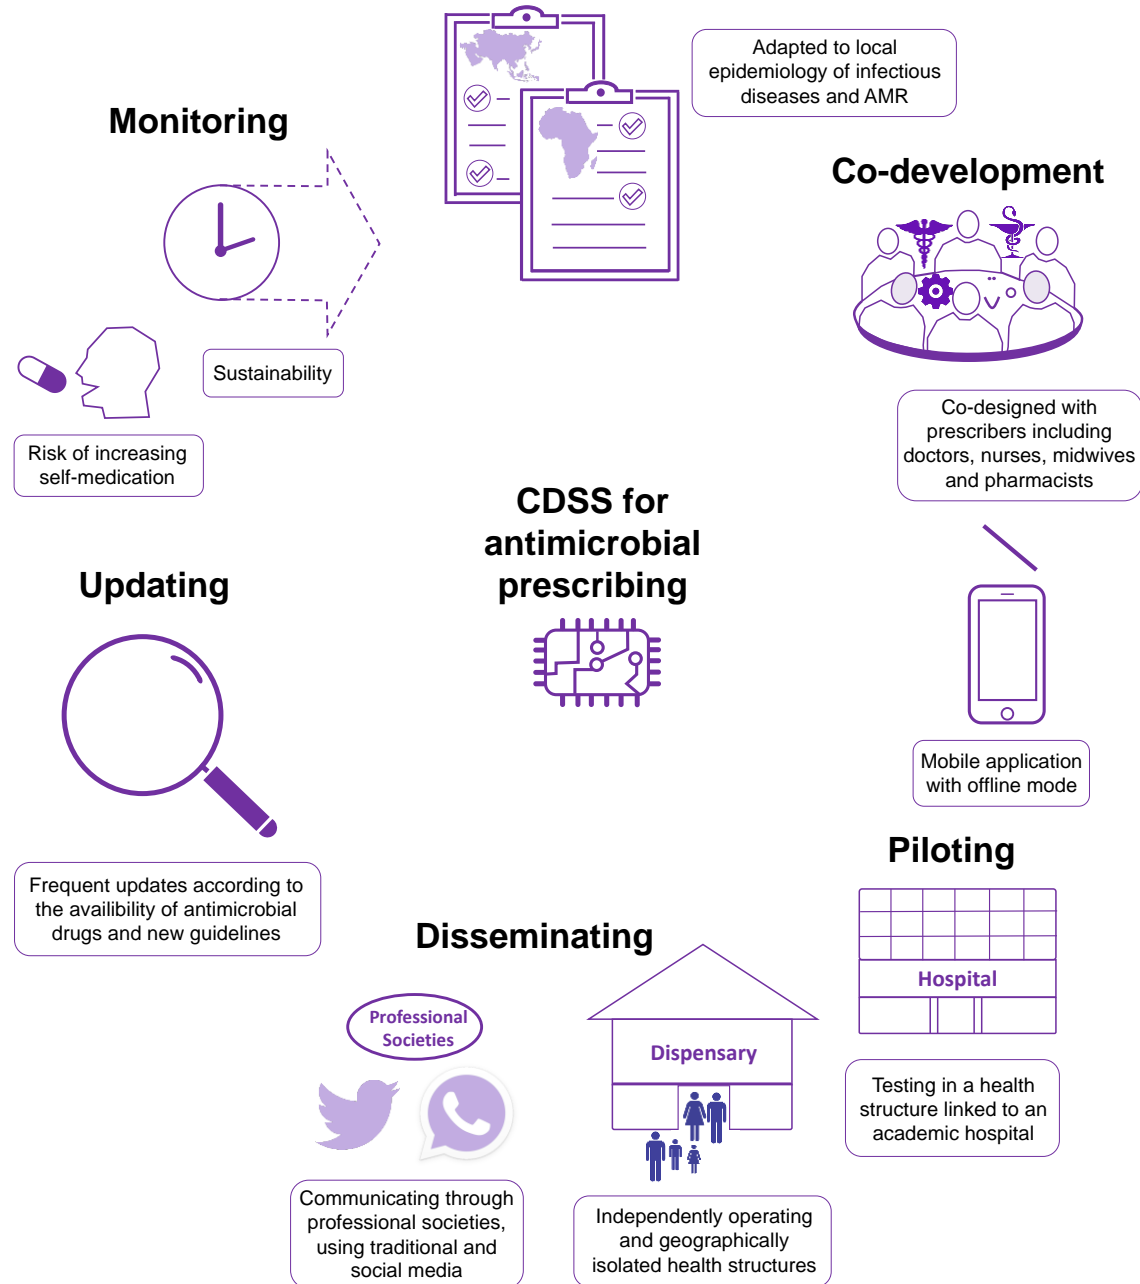 Adapted to local
epidemiology of infectious
diseases and AMR
Monitoring
Co-development
Sustainability
Risk of increasing
self-medication
Co-designed with
prescribers including
doctors, nurses, midwives
and pharmacists
CDSS for
antimicrobial
prescribing
Updating
Mobile application
with offline mode
Piloting
Frequent updates according to
the availibility of antimicrobial
drugs and new guidelines
Disseminating
Hospital
Professional
Societies
Dispensary
Testing in a health
structure linked to an
academic hospital
Communicating through
professional societies,
using traditional and
social media
Independently operating
and geographically
isolated health structures